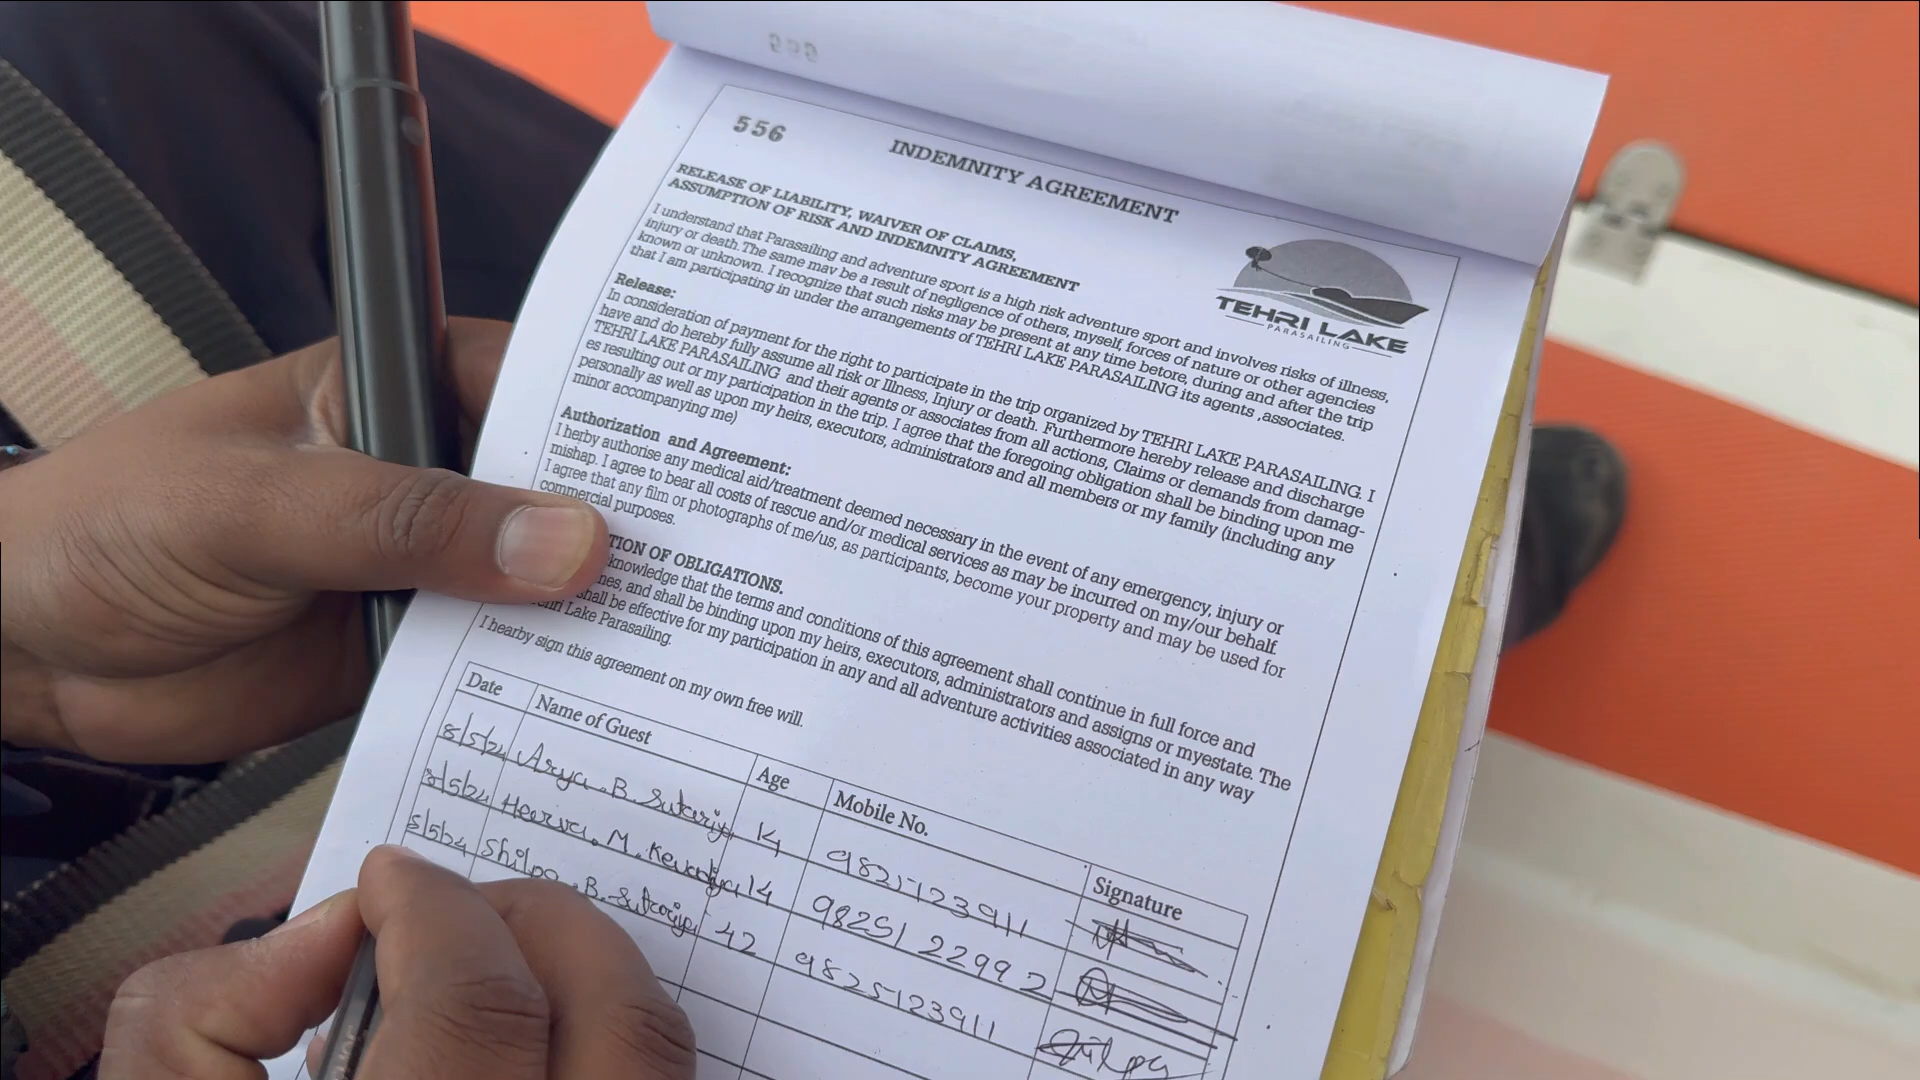 556
INDEMNITY AGREEMENT
RELEASE OF LIABILITY, WAIVER OF CLAIMS,
ASSUMPTION OF RISK AND INDEMNITY AGREEMENT
TEHRI LAKE
PARASAILING
I understand that Parasailing and adventure sport is a high risk adventure sport and involves risks of illness,
injury or death. The same may be a result of negligence of others, myself, forces of nature or other agencies
known or unknown. I recognize that such risks may be present at any time betore, during and after the trip
that I am participating in under the arrangements of TEHRI LAKE PARASAILING its agents ,associates.
Release:
In consideration of payment for the right to participate in the trip organized by TEHRI LAKE PARASAILING. I
have and do hereby fully assume all risk or Illness, Injury or death. Furthermore hereby release and discharge
TEHRI LAKE PARASAILING and their agents or associates from all actions, Claims or demands from damag-
es resulting out or my participation in the trip. I agree that the foregoing obligation shall be binding upon me
personally as well as upon my heirs, executors, administrators and all members or my family (including any
minor accompanying me)
Authorization and Agreement:
I herby authorise any medical aid/treatment deemed necessary in the event of any emergency, injury or
mishap. I agree to bear all costs of rescue and/or medical services as may be incurred on my/our behalf.
I agree that any film or photographs of me/us, as participants, become your property and may be used for
commercial purposes.
TION OF OBLIGATIONS.
knowledge that the terms and conditions of this agreement shall continue in full force and
nes, and shall be binding upon my heirs, executors, administrators and assigns or myestate. The
shall be effective for my participation in any and all adventure activities associated in any way
Lake Parasailing.
I hearby sign this agreement on my own free will.
Date Name of Guest Age Mobile No. Signature
8/5/24 Arya. B. Sutariya 14 9825123911
8/5/24 M. 14 9825122992
8/5/24 Shilpa. B. Sutariya 42 9825123911 Shilpa